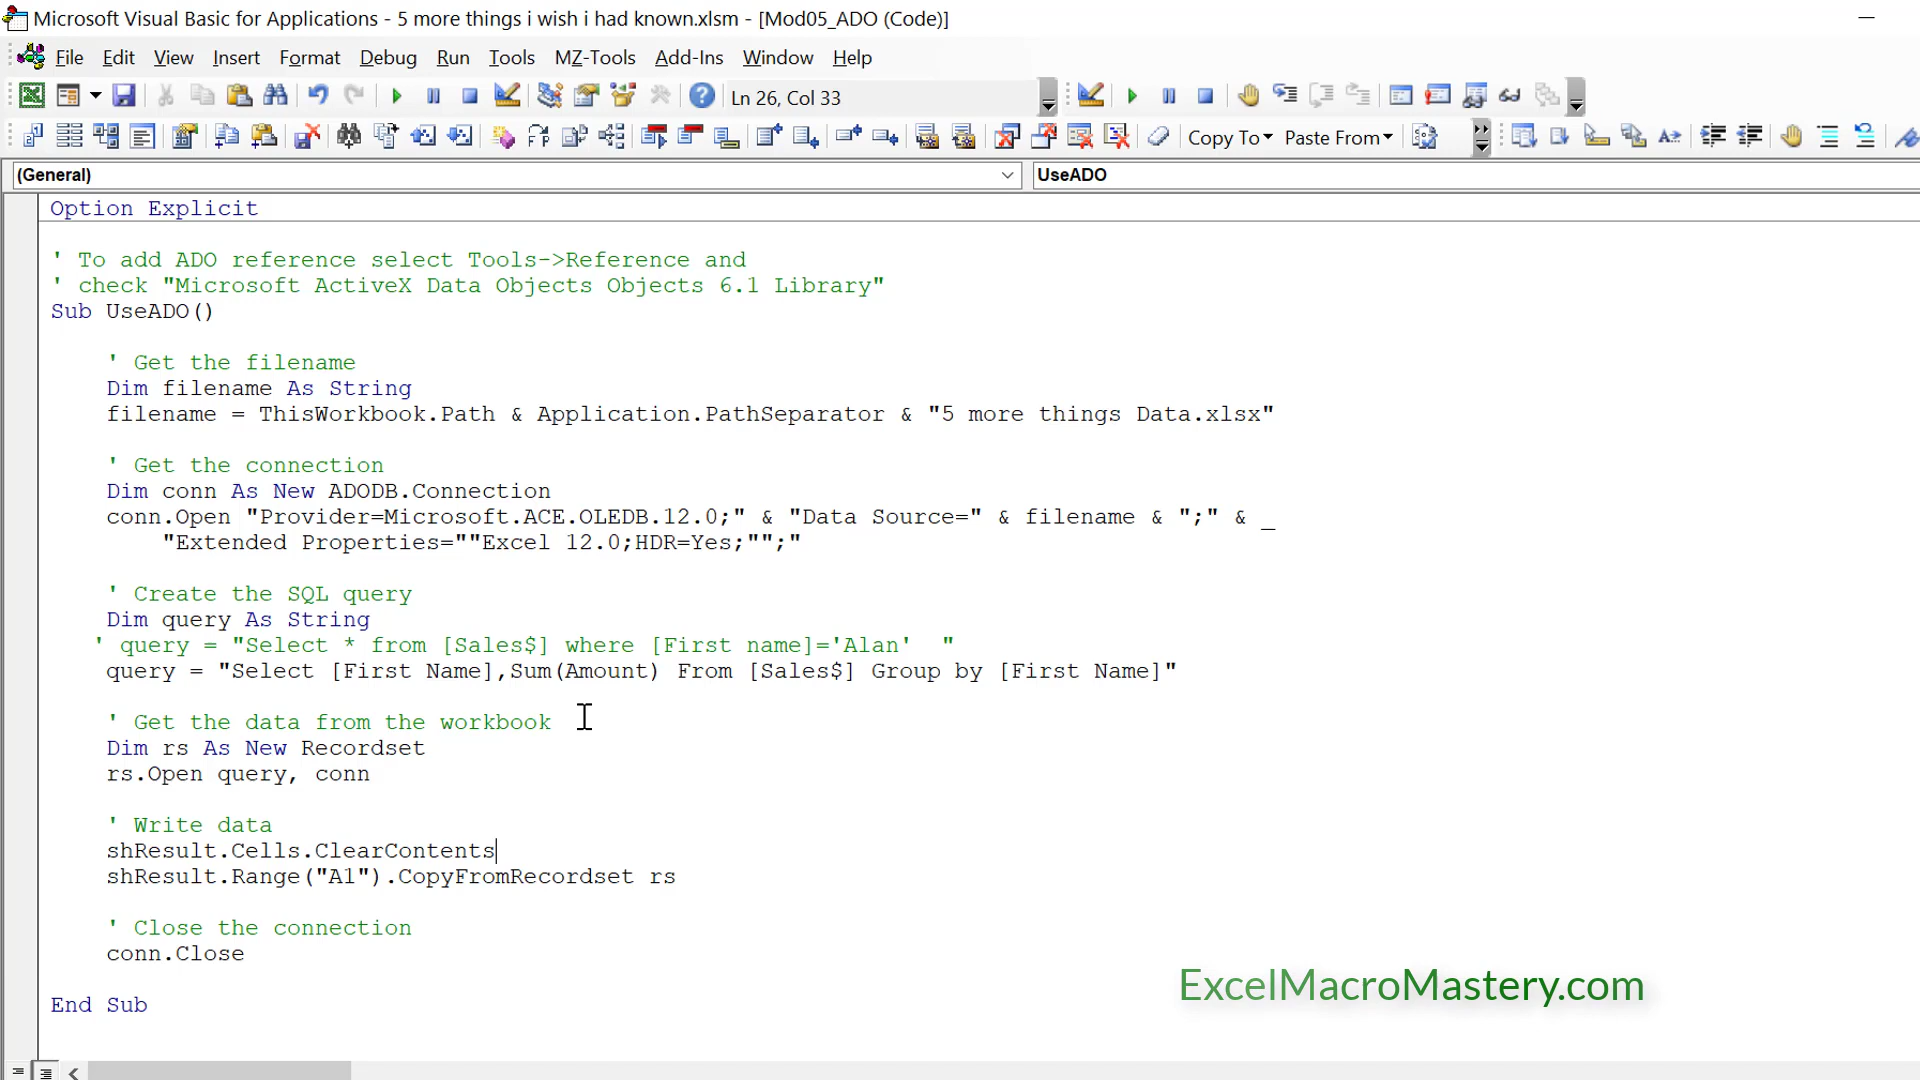 Microsoft Visual Basic for Applications - 5 more things i wish i had known.xlsm - [Mod05_ADO (Code)]
File Edit View Insert Format Debug Run Tools MZ-Tools Add-Ins Window Help
Ln 26, Col 33
Copy To Paste From
(General) UseADO
Option Explicit
' To add ADO reference select Tools->Reference and
' check "Microsoft ActiveX Data Objects Objects 6.1 Library"
Sub UseADO()
' Get the filename
Dim filename As String
filename = ThisWorkbook.Path & Application.PathSeparator & "5 more things Data.xlsx"
' Get the connection
Dim conn As New ADODB.Connection
conn.Open "Provider=Microsoft.ACE.OLEDB.12.0;" & "Data Source=" & filename & ";" & _
"Extended Properties=""Excel 12.0;HDR=Yes;"";"
' Create the SQL query
Dim query As String
' query = "Select * from [Sales$] where [First name]='Alan'  "
query = "Select [First Name],Sum(Amount) From [Sales$] Group by [First Name]"
' Get the data from the workbook
Dim rs As New Recordset
rs.Open query, conn
' Write data
shResult.Cells.ClearContents
shResult.Range("A1").CopyFromRecordset rs
' Close the connection
conn.Close
End Sub
ExcelMacroMastery.com